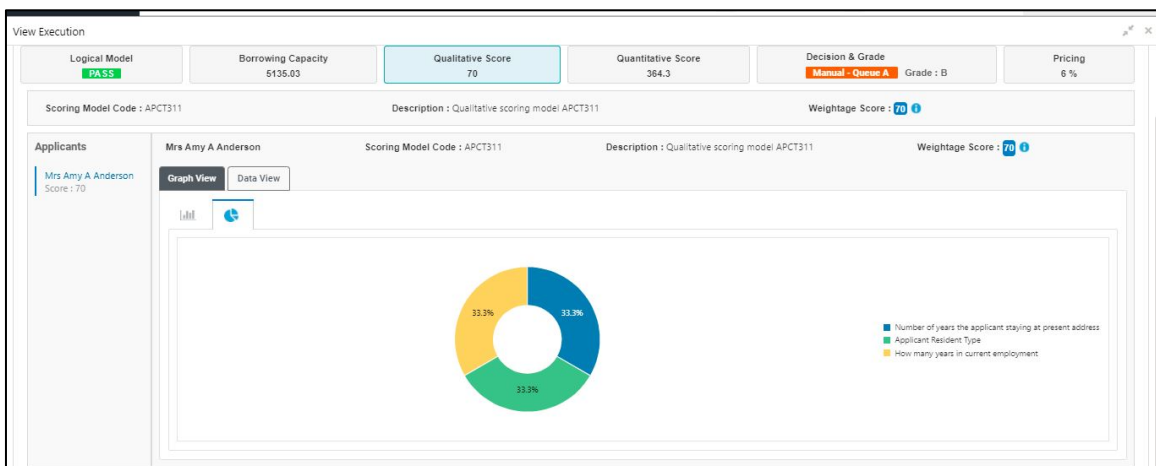 View Execution
Logical Model
PASS
Borrowing Capacity
5135.03
Qualitative Score
70
Quantitative Score
364.3
Decision & Grade
Manual - Queue A Grade : B
Pricing
6 %
Scoring Model Code : APCT311 Description : Qualitative scoring model APCT311 Weightage Score : 70
Applicants
Mrs Amy A Anderson
Score : 70
Mrs Amy A Anderson Scoring Model Code : APCT311 Description : Qualitative scoring model APCT311 Weightage Score : 70
Graph View Data View
33.3% 33.3%
33.3%
Number of years the applicant staying at present address
Applicant Resident Type
How many years in current employment